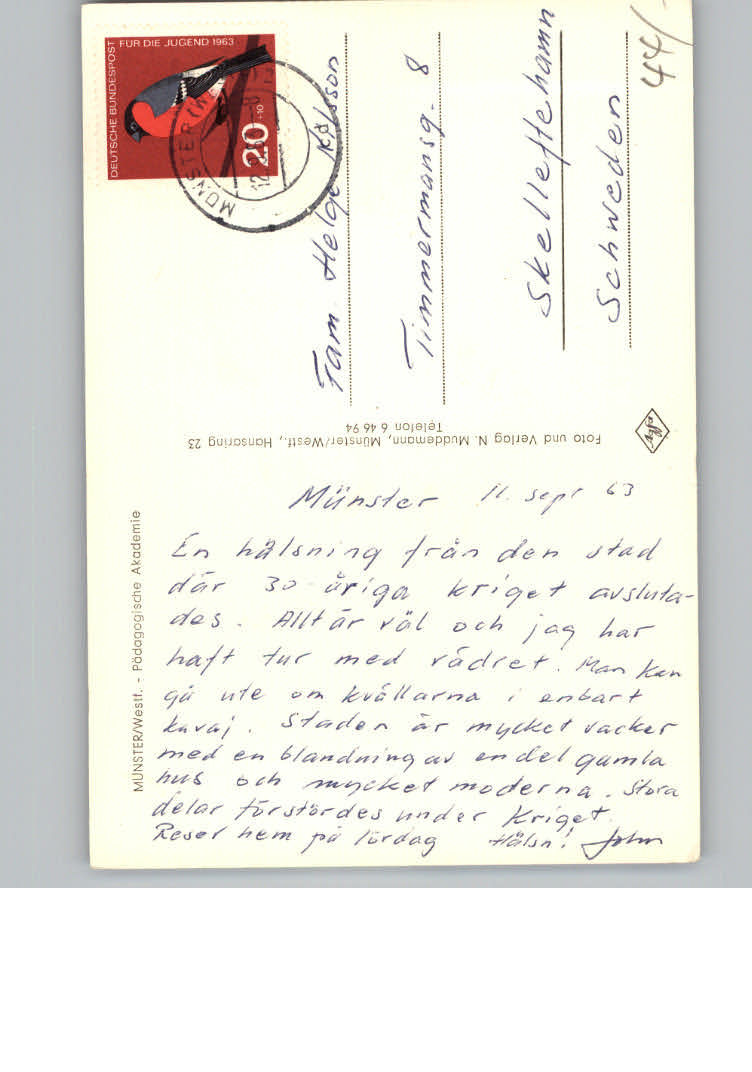 DEUTSCHE BUNDESPOST
FÜR DIE JUGEND 1963
20 +10
MÜNSTER
Fam. Helge
Timmermansg. 8
Skelleftehamn
Schweden
44/-
Foto und Verlag N. Muddemann, Münster/Westf., Hansaring 23
Telefon 6 46 94
MÜNSTER/Westf. - Pädagogische Akademie
Münster 11. sept 63
En hälsning från den stad
där 30-åriga kriget avsluta-
des. Allt är väl och jag har
haft tur med vädret. Man kan
gå ute om kvällarna i enbart
kavaj. Staden är mycket vacker
med en blandning av en del gamla
hus och mycket moderna. Stora
delar förstördes under kriget.
Reser hem på lördag Hälsn! John